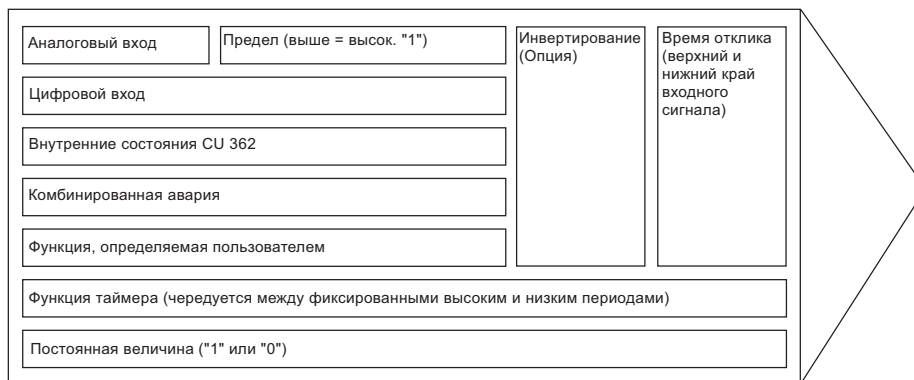 Аналоговый вход
Предел (выше = высок. "1")
Инвертирование
(Опция)
Время отклика
(верхний и
нижний край
входного
сигнала)
Цифровой вход
Внутренние состояния CU 362
Комбинированная авария
Функция, определяемая пользователем
Функция таймера (чередуется между фиксированными высоким и низким периодами)
Постоянная величина ("1" или "0")